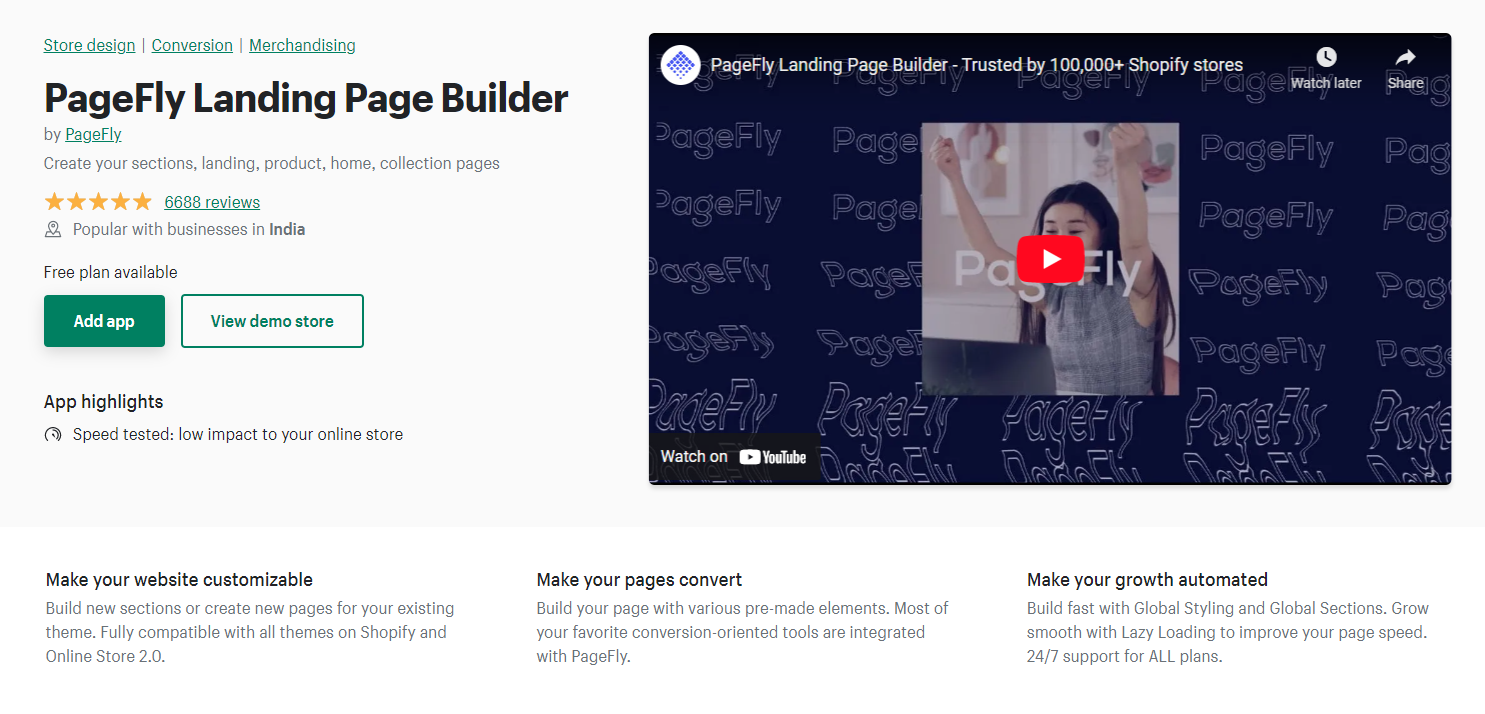 Store design | Conversion | Merchandising
PageFly Landing Page Builder
by PageFly
Create your sections, landing, product, home, collection pages
6688 reviews
Popular with businesses in India
Free plan available
Add app
View demo store
App highlights
Speed tested: low impact to your online store
PageFly Landing Page Builder - Trusted by 100,000+ Shopify stores
Watch later
Share
PageFly PageFly PageFly PageFly
PageFly
Watch on YouTube
Make your website customizable
Build new sections or create new pages for your existing
theme. Fully compatible with all themes on Shopify and
Online Store 2.0.
Make your pages convert
Build your page with various pre-made elements. Most of
your favorite conversion-oriented tools are integrated
with PageFly.
Make your growth automated
Build fast with Global Styling and Global Sections. Grow
smooth with Lazy Loading to improve your page speed.
24/7 support for ALL plans.